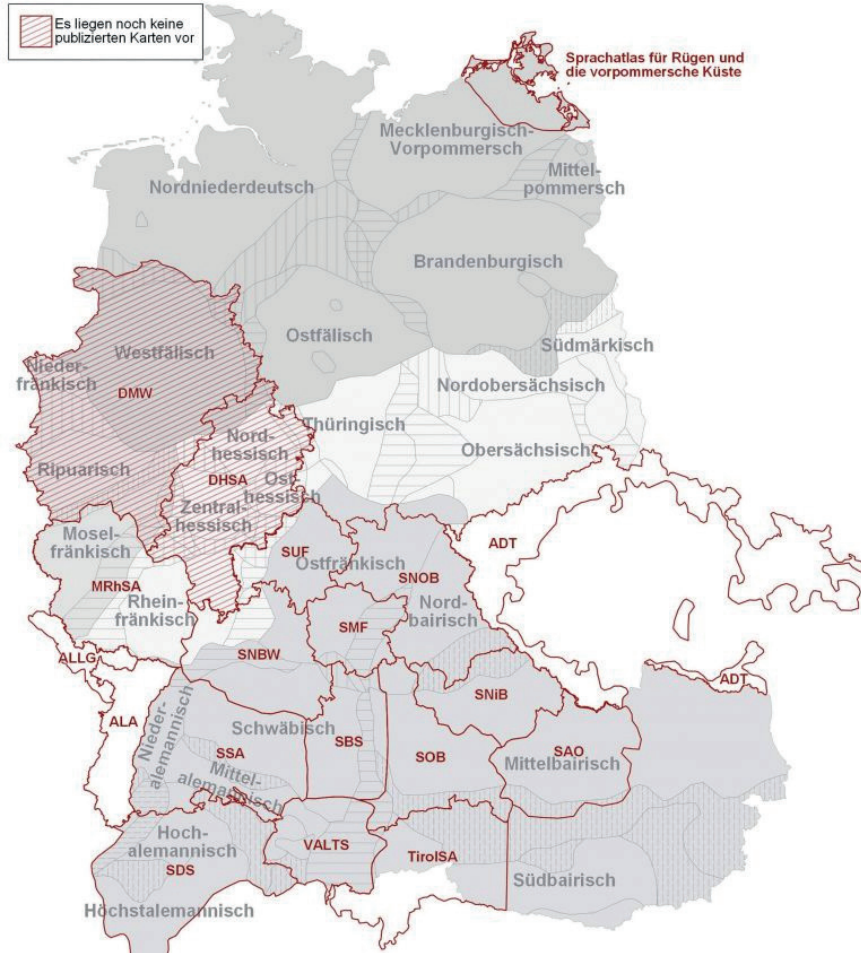 Es liegen noch keine
publizierten Karten vor
Sprachatlas für Rügen und
die vorpommersche Küste
Mecklenburgisch-
Vorpommersch
Mittel-
pommersch
Nordniederdeutsch
Brandenburgisch
Ostfälisch
Westfälisch
Südmärkisch
Nieder-
fränkisch
DMW
Nordobersächsisch
Thüringisch
Nord-
hessisch
Obersächsisch
Ripuarisch
DHSA
Ost-
hessisch
Zentral-
hessisch
Mosel-
fränkisch
SUF
Ostfränkisch
ADT
MRhSA
SNOB
Rhein-
fränkisch
Nord-
bairisch
SMF
ALLG
SNBW
ADT
SNiB
ALA
Nieder-
alemannisch
Schwäbisch
SSA
SBS
SOB
SAO
Mittelbairisch
Mittel-
alemannisch
Hoch-
alemannisch
VALTS
TirolSA
SDS
Südbairisch
Höchstalemannisch